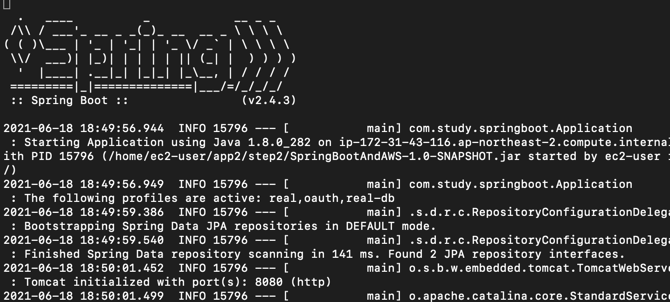 .   ____          _            __ _ _
 /\\ / ___'_ __ _ _(_)_ __  __ _ \ \ \ \
( ( )\___ | '_ | '_| | '_ \/ _` | \ \ \ \
 \\/  ___)| |_)| | | | | || (_| |  ) ) ) )
  '  |____| .__|_| |_|_| |_\__, | / / / /
 =========|_|==============|___/=/_/_/_/
 :: Spring Boot ::                (v2.4.3)
2021-06-18 18:49:56.944  INFO 15796 --- [           main] com.study.springboot.Application
 : Starting Application using Java 1.8.0_282 on ip-172-31-43-116.ap-northeast-2.compute.internal
ith PID 15796 (/home/ec2-user/app2/step2/SpringBootAndAWS-1.0-SNAPSHOT.jar started by ec2-user i
/)
2021-06-18 18:49:56.949  INFO 15796 --- [           main] com.study.springboot.Application
 : The following profiles are active: real,oauth,real-db
2021-06-18 18:49:59.386  INFO 15796 --- [           main] .s.d.r.c.RepositoryConfigurationDelega
 : Bootstrapping Spring Data JPA repositories in DEFAULT mode.
2021-06-18 18:49:59.540  INFO 15796 --- [           main] .s.d.r.c.RepositoryConfigurationDelega
 : Finished Spring Data repository scanning in 141 ms. Found 2 JPA repository interfaces.
2021-06-18 18:50:01.452  INFO 15796 --- [           main] o.s.b.w.embedded.tomcat.TomcatWebServe
 : Tomcat initialized with port(s): 8080 (http)
2021-06-18 18:50:01.499  INFO 15796 --- [           main] o.apache.catalina.core.StandardService